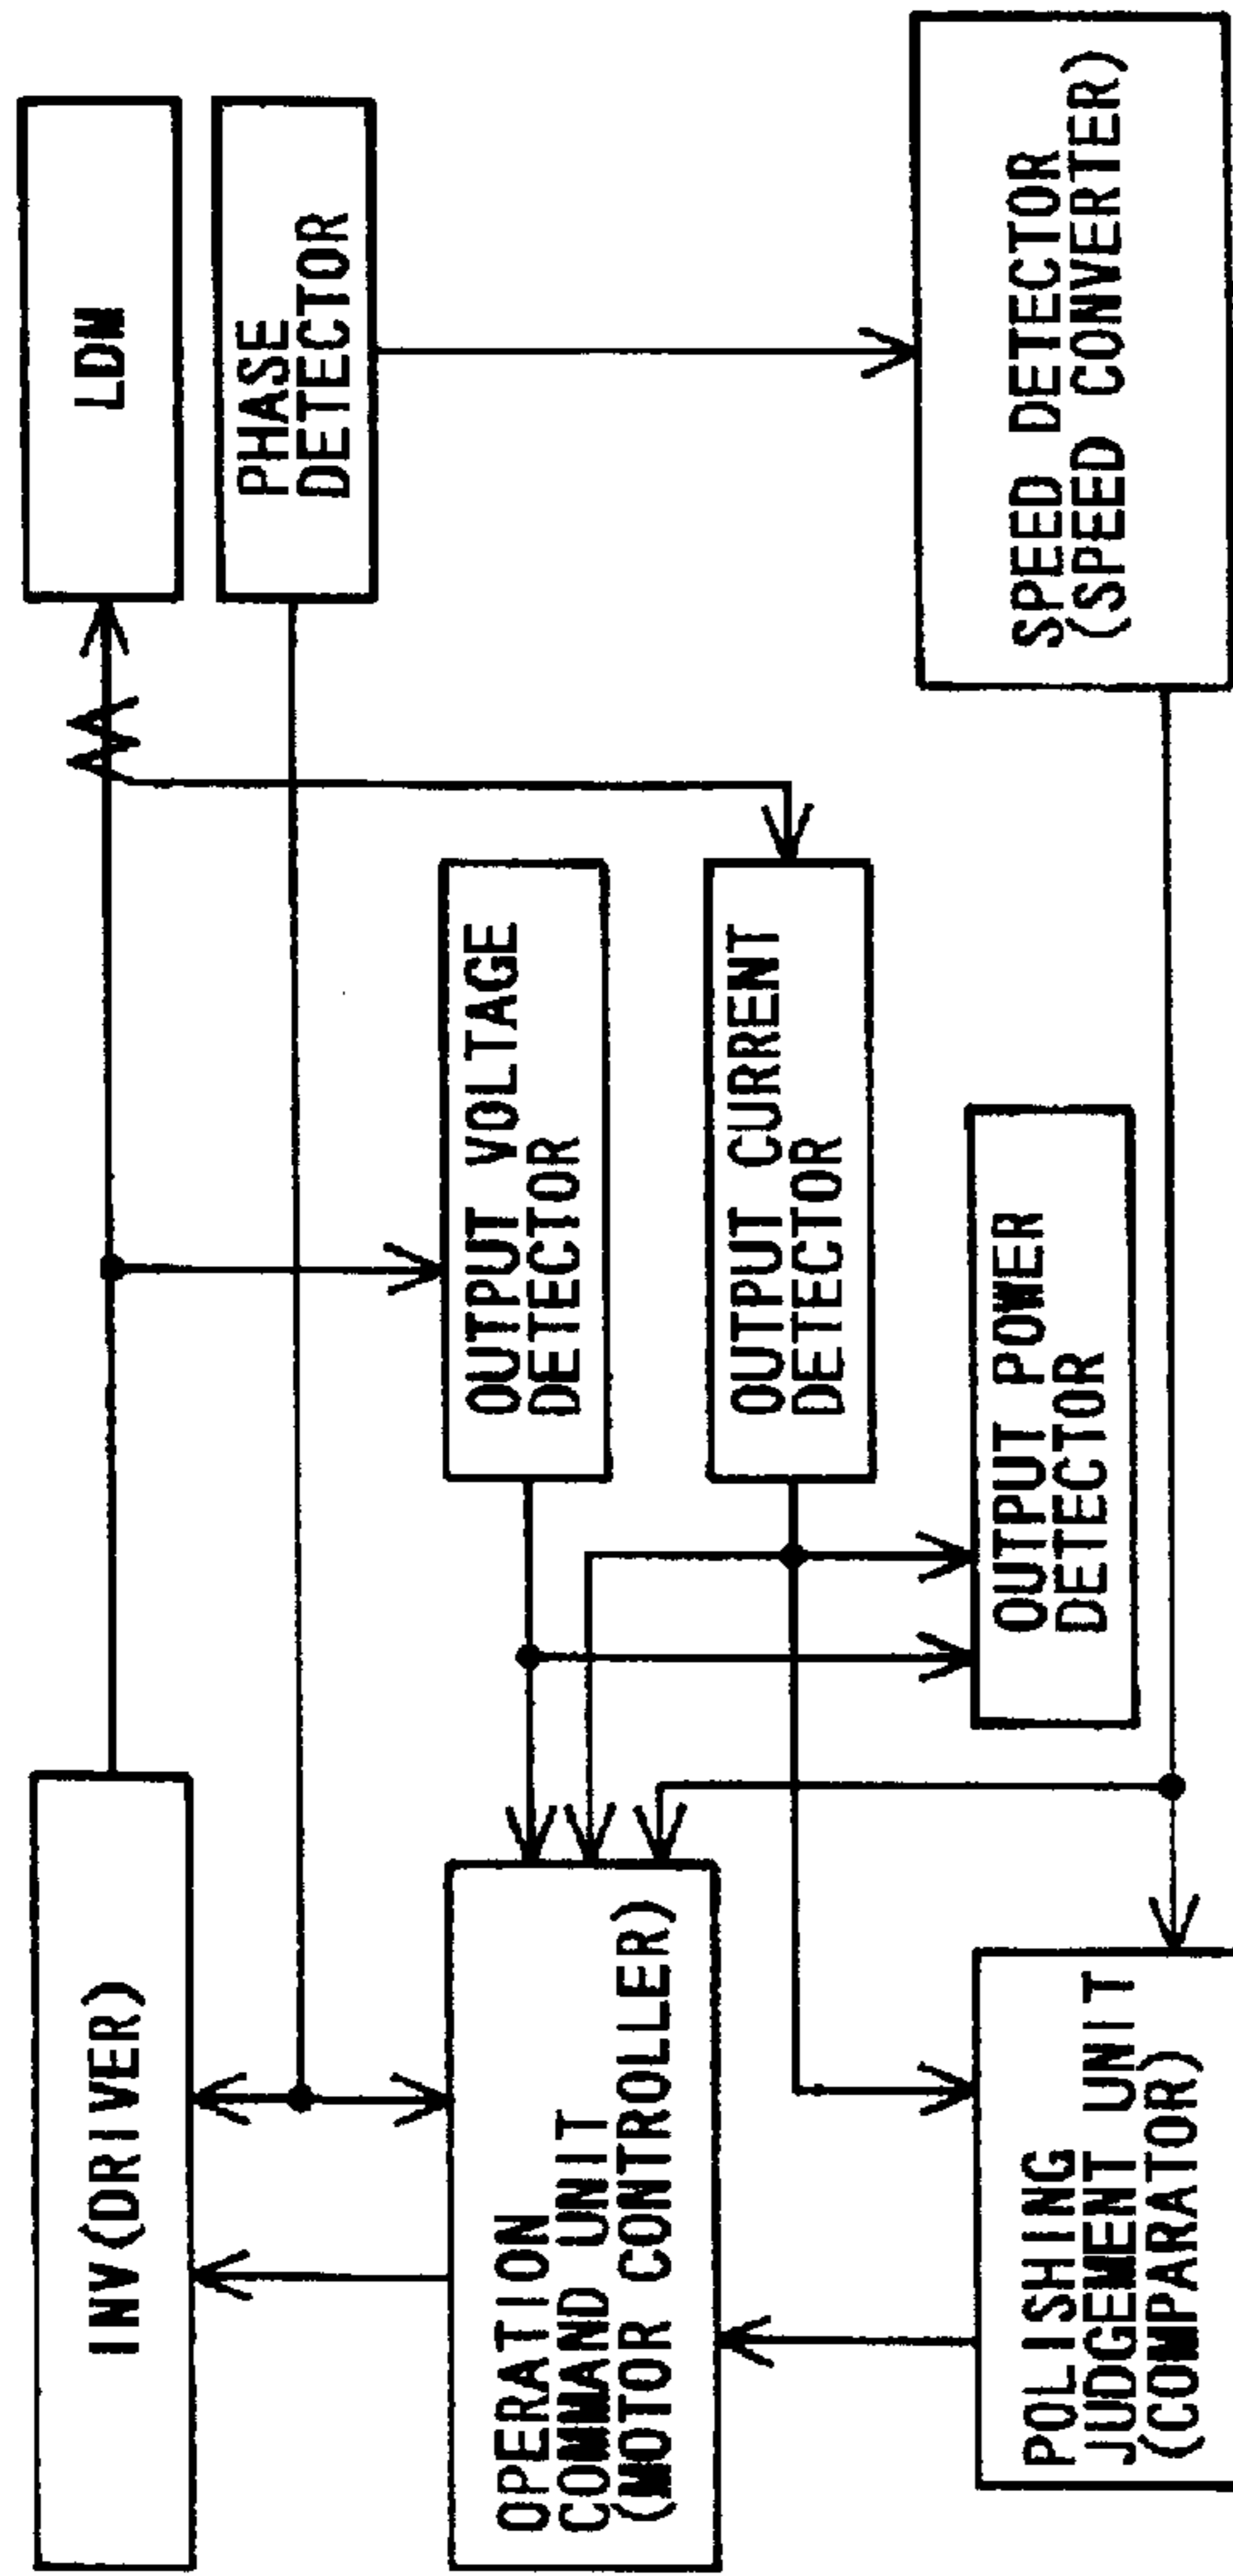 INV(DRIVER)
LDM
PHASE
DETECTOR
OPERATION
COMMAND UNIT
(MOTOR CONTROLLER)
OUTPUT VOLTAGE
DETECTOR
OUTPUT CURRENT
DETECTOR
OUTPUT POWER
DETECTOR
POLISHING
JUDGEMENT UNIT
(COMPARATOR)
SPEED DETECTOR
(SPEED CONVERTER)